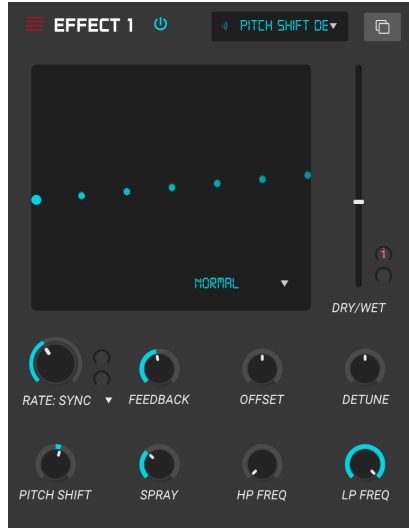 EFFECT 1
PITCH SHIFT DE
NORMAL
1
DRY/WET
RATE: SYNC
FEEDBACK
OFFSET
DETUNE
PITCH SHIFT
SPRAY
HP FREQ
LP FREQ